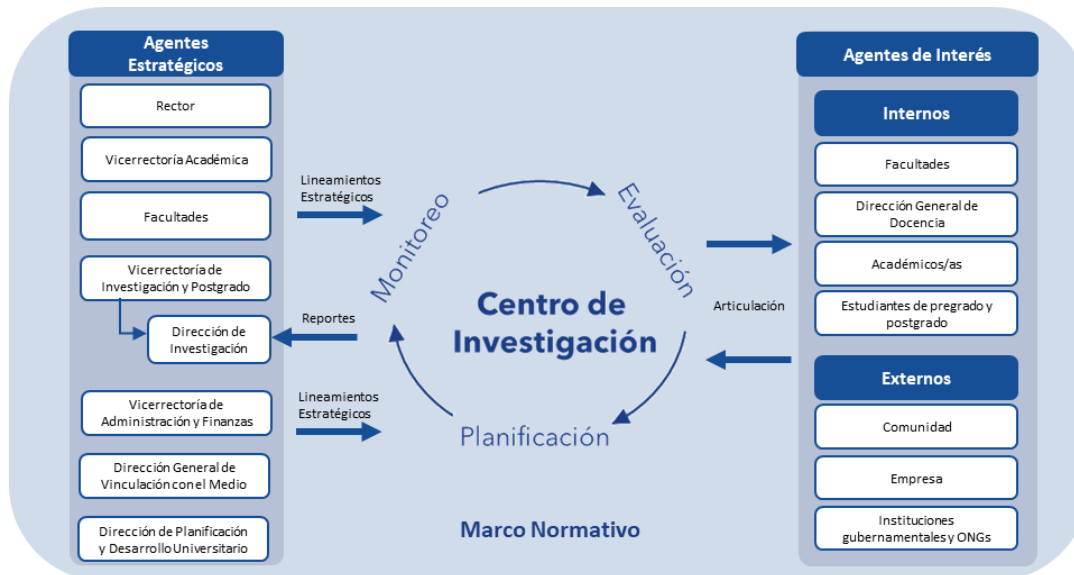 Agentes
Estratégicos
Rector
Vicerrectoría Académica
Facultades
Vicerrectoría de
Investigación y Postgrado
Dirección de
Investigación
Vicerrectoría de
Administración y Finanzas
Dirección General de
Vinculación con el Medio
Dirección de Planificación
y Desarrollo Universitario
Lineamientos
Estratégicos
Reportes
Lineamientos
Estratégicos
Monitoreo
Evaluación
Centro de
Investigación
Planificación
Marco Normativo
Articulación
Agentes de Interés
Internos
Facultades
Dirección General de
Docencia
Académicos/as
Estudiantes de pregrado y
postgrado
Externos
Comunidad
Empresa
Instituciones
gubernamentales y ONGs